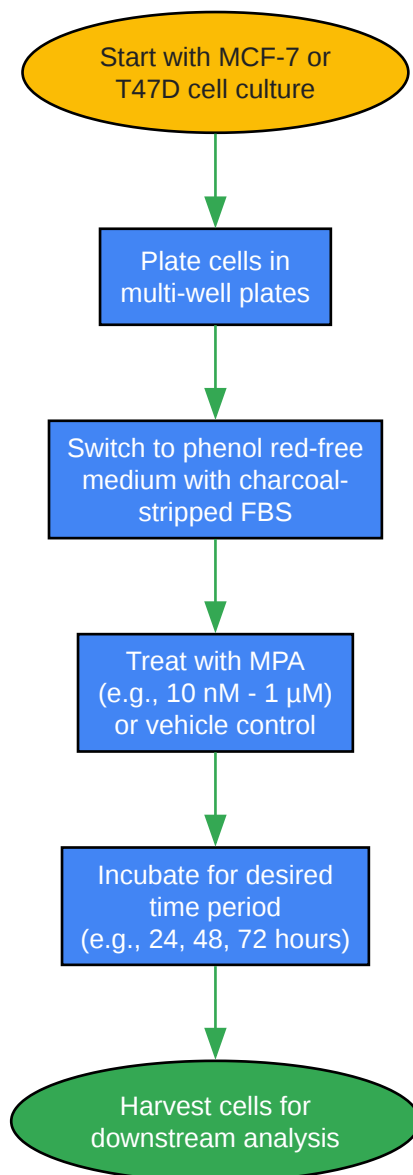 Start with MCF-7 or
T47D cell culture
Plate cells in
multi-well plates
Switch to phenol red-free
medium with charcoal-
stripped FBS
Treat with MPA
(e.g., 10 nM - 1 µM)
or vehicle control
Incubate for desired
time period
(e.g., 24, 48, 72 hours)
Harvest cells for
downstream analysis